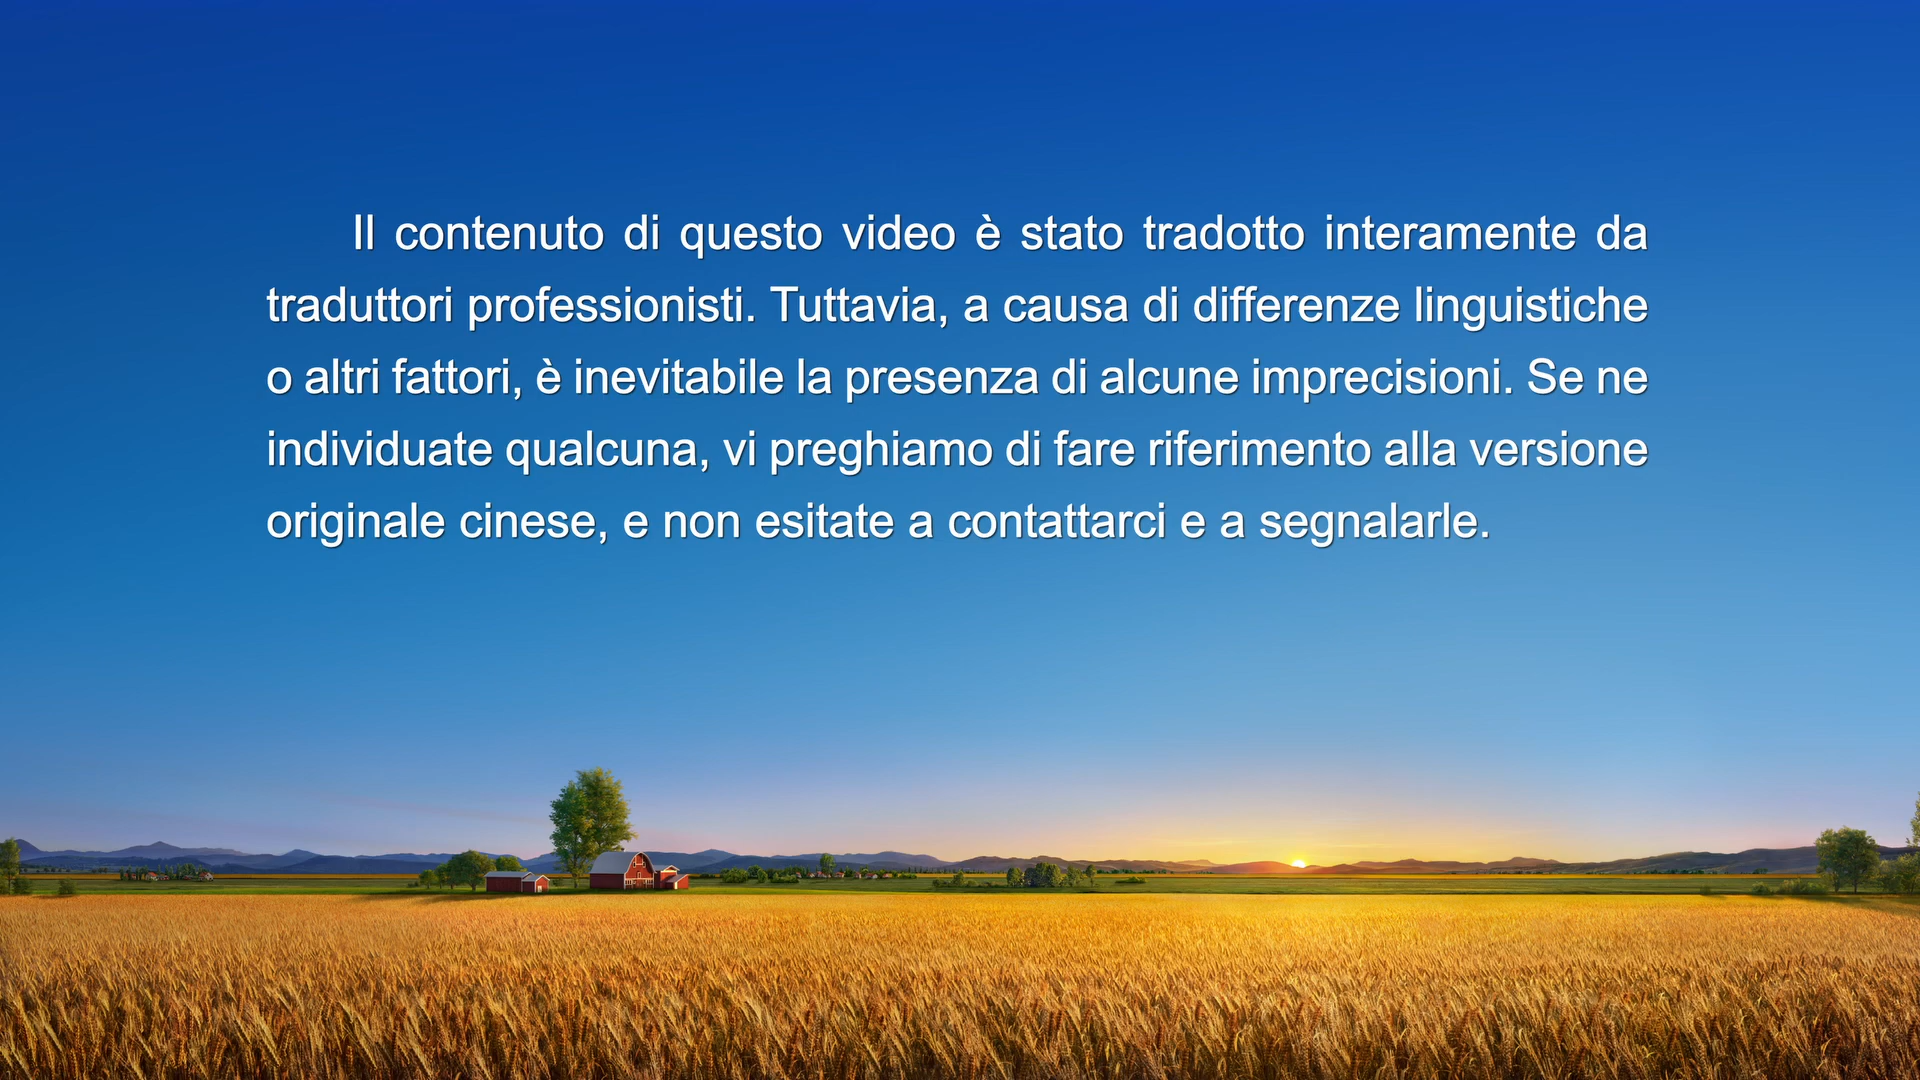 Il contenuto di questo video è stato tradotto interamente da
traduttori professionisti. Tuttavia, a causa di differenze linguistiche
o altri fattori, è inevitabile la presenza di alcune imprecisioni. Se ne
individuate qualcuna, vi preghiamo di fare riferimento alla versione
originale cinese, e non esitate a contattarci e a segnalarle.